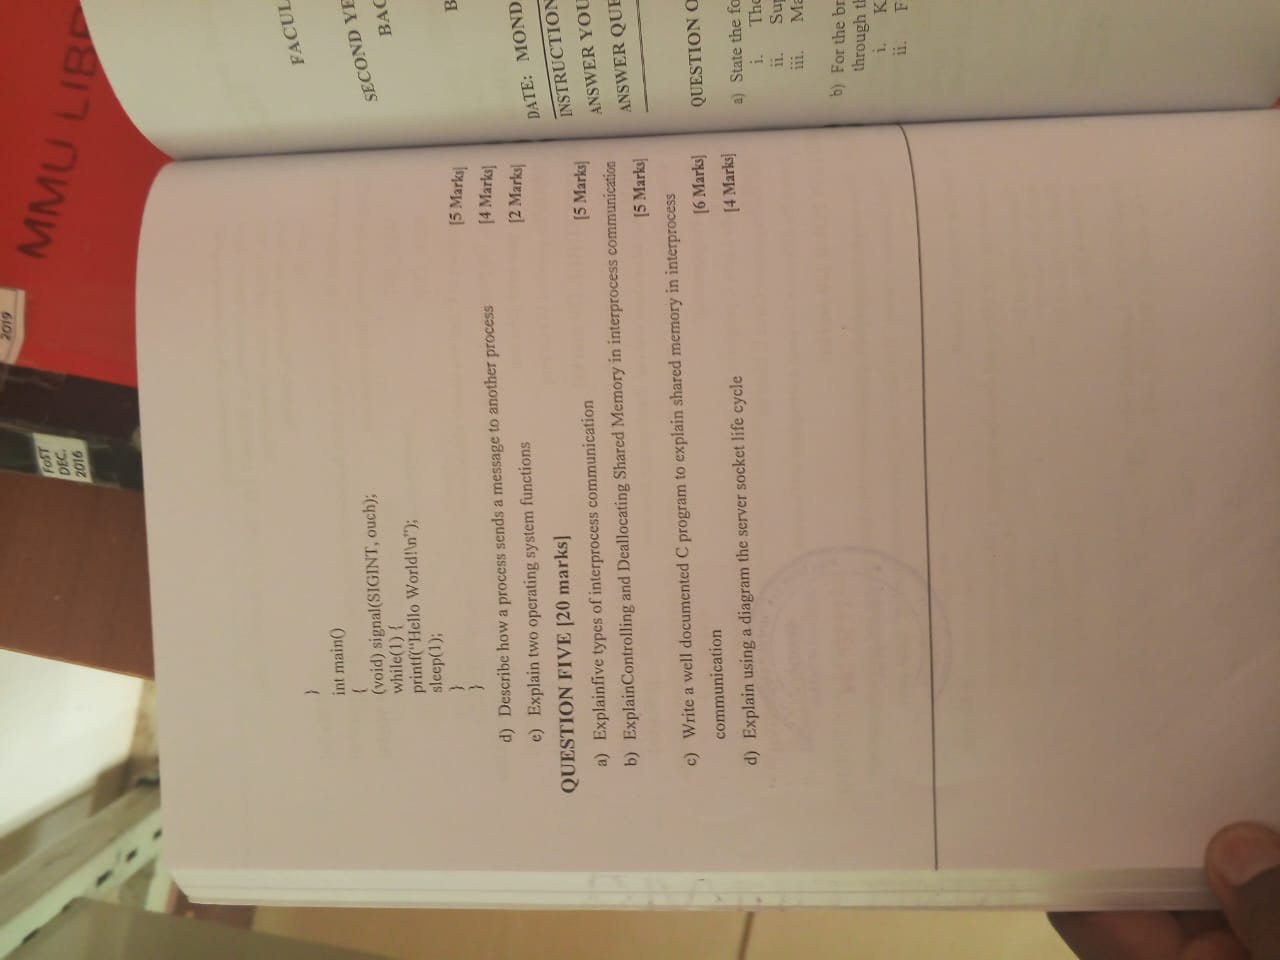 2019
FoST
DEC.
2016
MMU LIBR
}
int main()
{
(void) signal(SIGINT, ouch);
while(1) {
printf("Hello World!\n");
sleep(1);
}
}
[5 Marks]
d) Describe how a process sends a message to another process [4 Marks]
e) Explain two operating system functions [2 Marks]
QUESTION FIVE [20 marks]
a) Explainfive types of interprocess communication [5 Marks]
b) ExplainControlling and Deallocating Shared Memory in interprocess communication
[5 Marks]
c) Write a well documented C program to explain shared memory in interprocess
communication [6 Marks]
d) Explain using a diagram the server socket life cycle [4 Marks]
FACUL
SECOND YE
BAC
B
DATE: MOND
INSTRUCTION
ANSWER YOU
ANSWER QUE
QUESTION O
a) State the fo
i. The
ii. Sup
iii. Ma
b) For the br
through th
i. K
ii. F